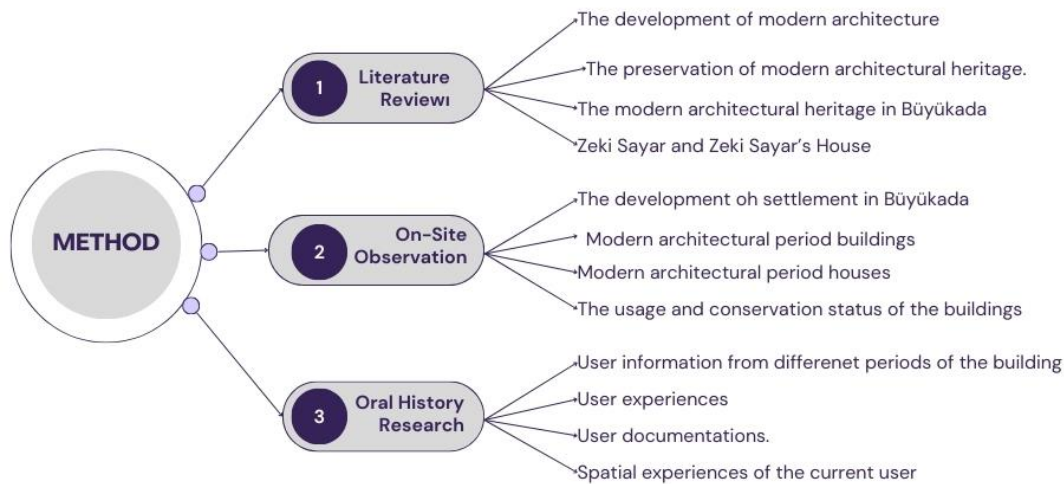 METHOD
1
Literature
Reviewı
The development of modern architecture
The preservation of modern architectural heritage.
The modern architectural heritage in Büyükada
Zeki Sayar and Zeki Sayar’s House
2
On-Site
Observation
The development oh settlement in Büyükada
Modern architectural period buildings
Modern architectural period houses
The usage and conservation status of the buildings
3
Oral History
Research
User information from differenet periods of the building
User experiences
User documentations.
Spatial experiences of the current user